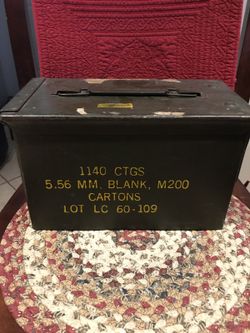 1140 CTGS
5.56 MM, BLANK, M200
CARTONS
LOT LC 60-109